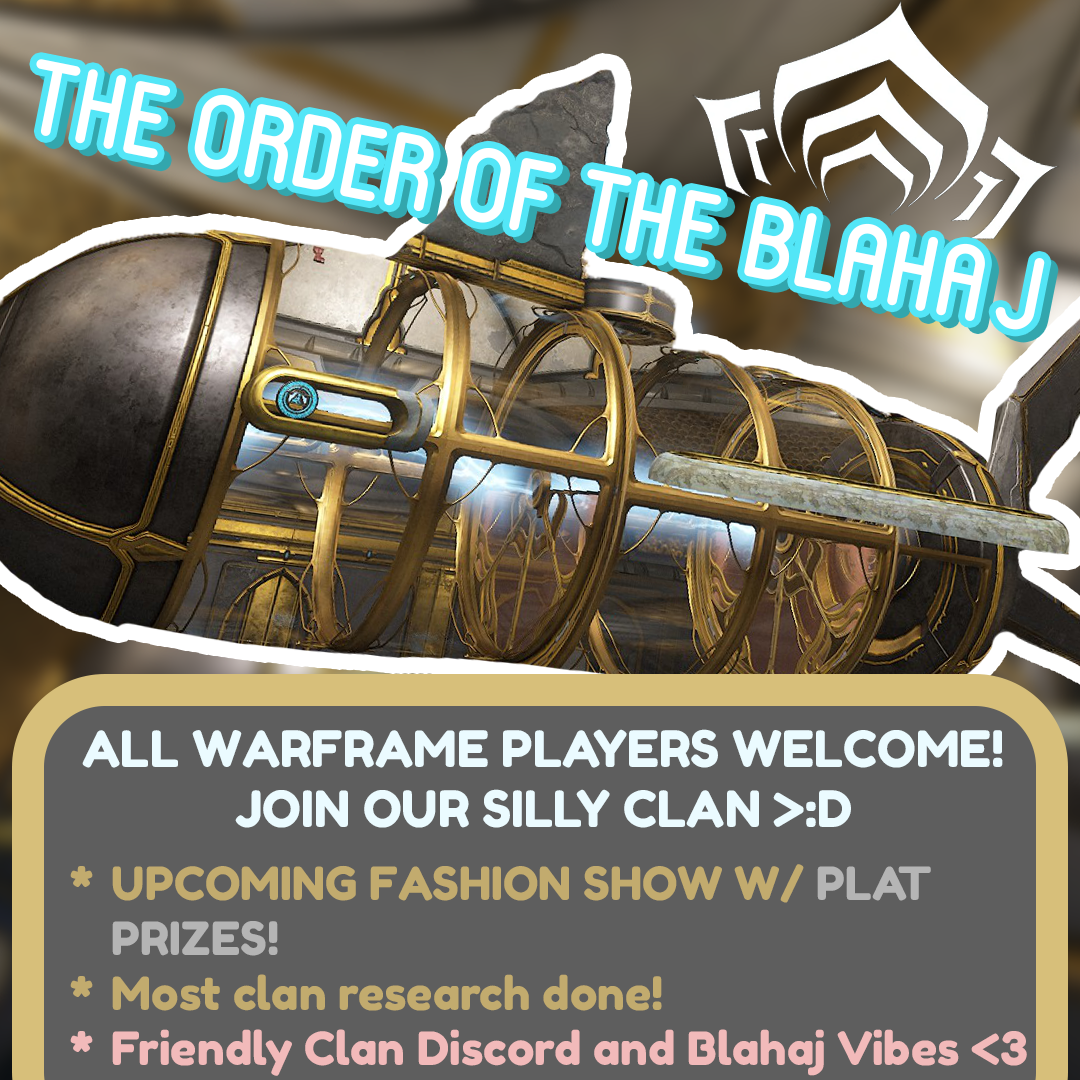 THE ORDER OF THE BLAHAJ
ALL WARFRAME PLAYERS WELCOME!
JOIN OUR SILLY CLAN >:D
* UPCOMING FASHION SHOW W/ PLAT
PRIZES!
* Most clan research done!
* Friendly Clan Discord and Blahaj Vibes <3